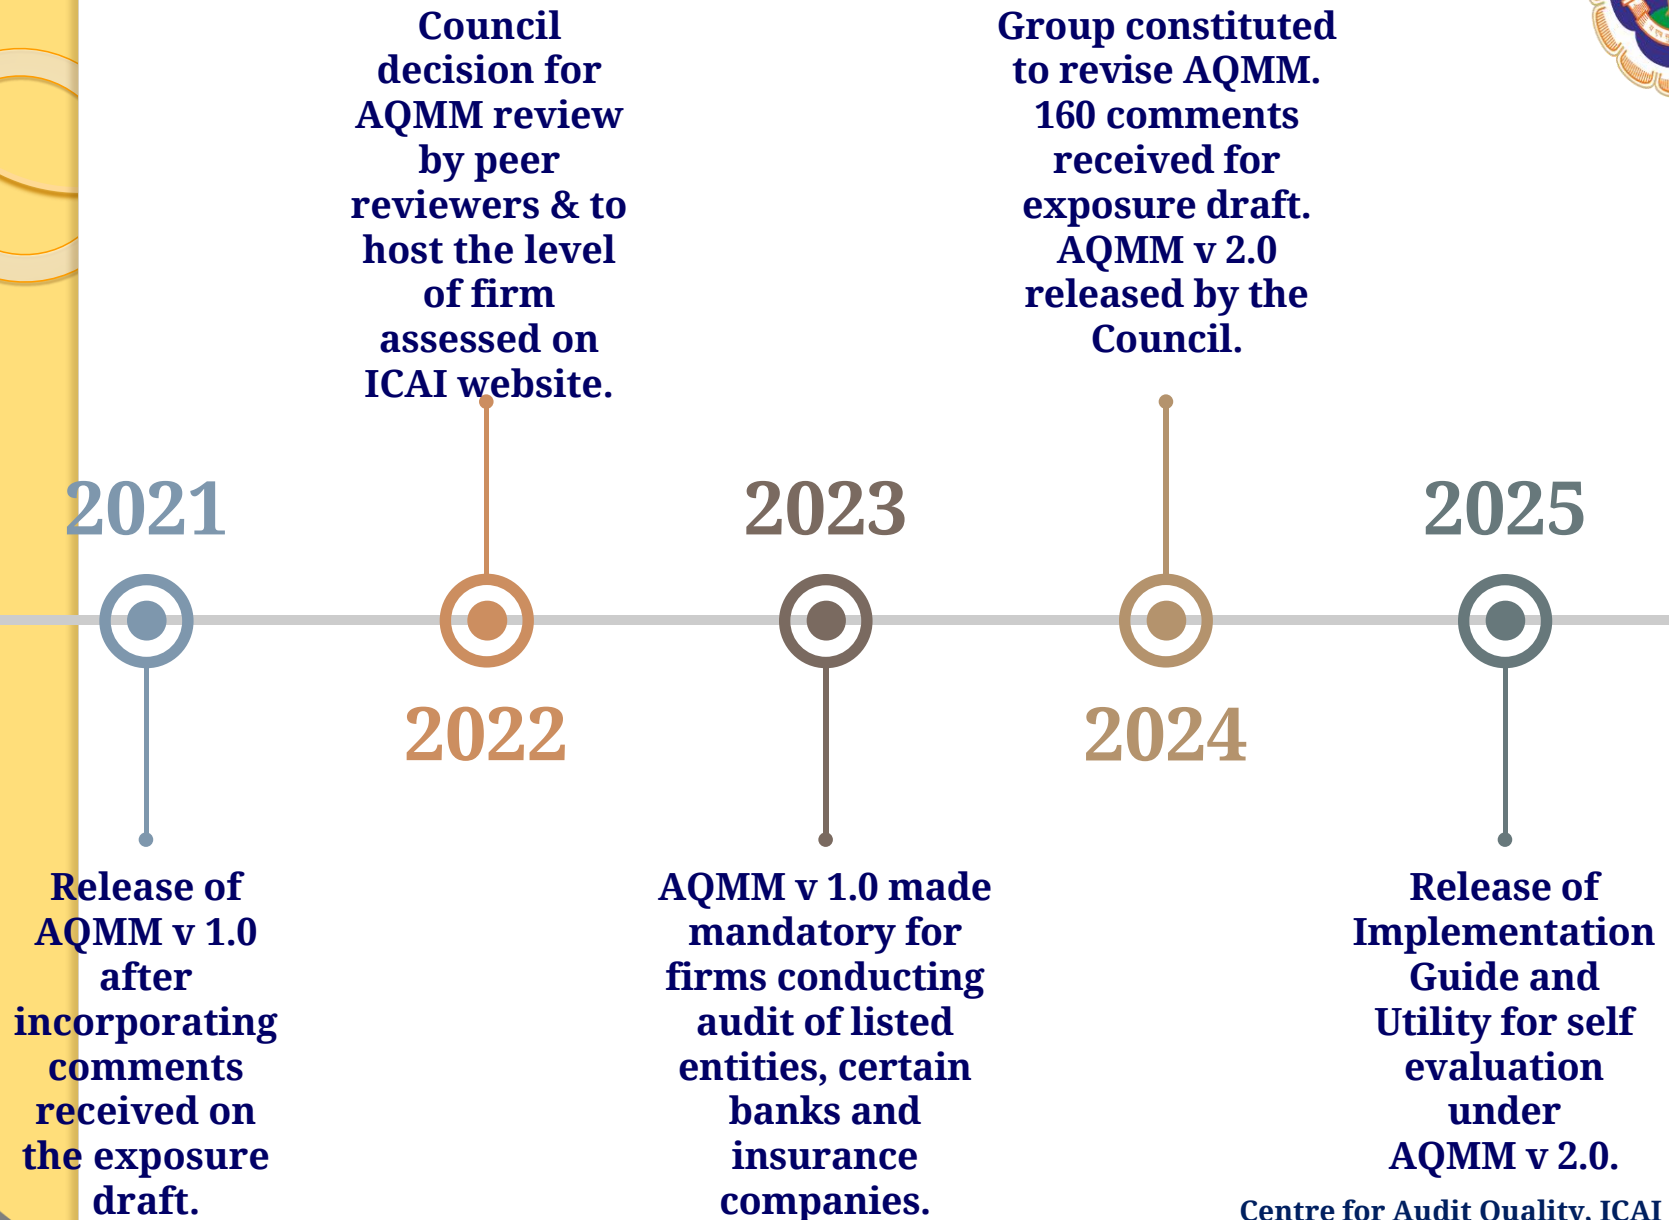 Council
decision for
AQMM review
by peer
reviewers & to
host the level
of firm
assessed on
ICAI website.
Group constituted
to revise AQMM.
160 comments
received for
exposure draft.
AQMM v 2.0
released by the
Council.
2021
2023
2025
2022
2024
Release of
AQMM v 1.0
after
incorporating
comments
received on
the exposure
draft.
AQMM v 1.0 made
mandatory for
firms conducting
audit of listed
entities, certain
banks and
insurance
companies.
Release of
Implementation
Guide and
Utility for self
evaluation
under
AQMM v 2.0.
Centre for Audit Quality, ICAI